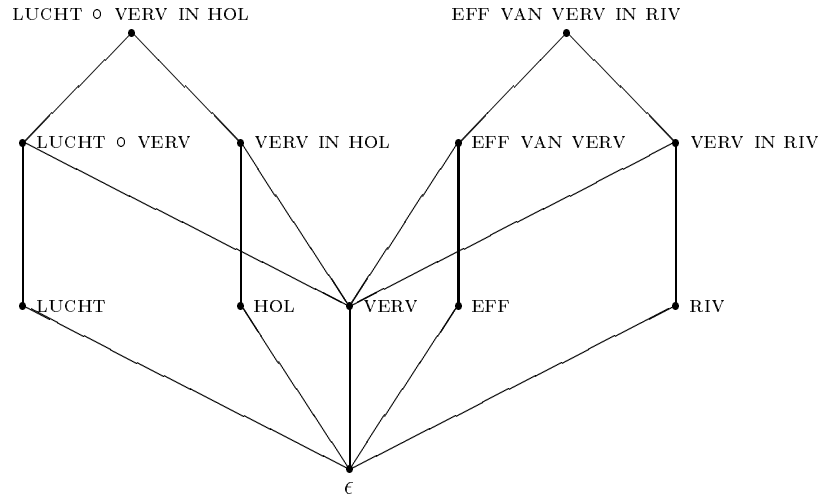 LUCHT o VERV IN HOL
EFF VAN VERV IN RIV
LUCHT o VERV
VERV IN HOL
EFF VAN VERV
VERV IN RIV
LUCHT
HOL
VERV
EFF
RIV
ϵ